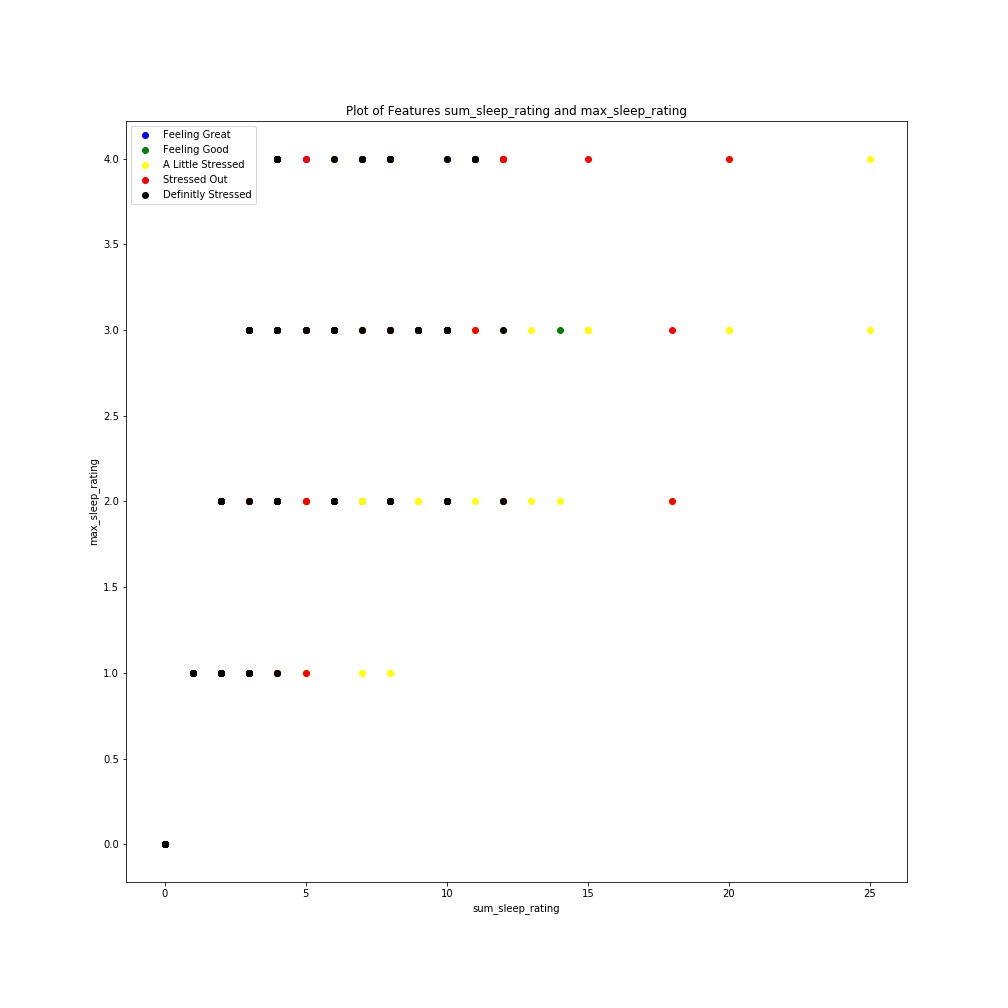 Plot of Features sum_sleep_rating and max_sleep_rating
Feeling Great
Feeling Good
A Little Stressed
Stressed Out
Definitly Stressed
4.0
3.5
3.0
2.5
2.0
1.5
1.0
0.5
0.0
max_sleep_rating
0 5 10 15 20 25
sum_sleep_rating